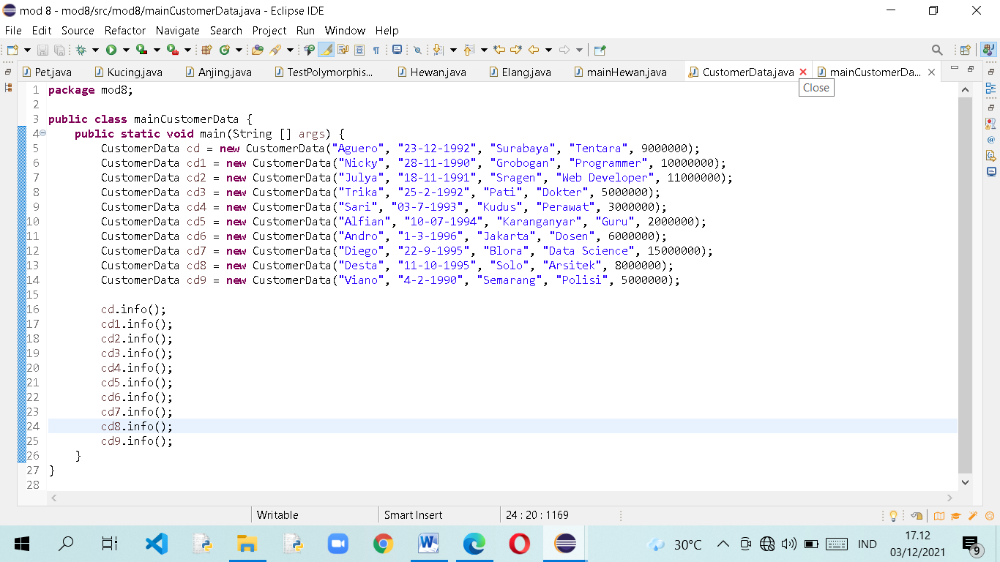 mod 8 - mod8/src/mod8/mainCustomerData.java - Eclipse IDE
File Edit Source Refactor Navigate Search Project Run Window Help
Pet.java Kucing.java Anjing.java TestPolymorphis... Hewan.java Elang.java mainHewan.java CustomerData.java mainCustomerDa...
Close
1 package mod8;
2
3 public class mainCustomerData {
4 public static void main(String [] args) {
5 CustomerData cd = new CustomerData("Aguero", "23-12-1992", "Surabaya", "Tentara", 9000000);
6 CustomerData cd1 = new CustomerData("Nicky", "28-11-1990", "Grobogan", "Programmer", 10000000);
7 CustomerData cd2 = new CustomerData("Julya", "18-11-1991", "Sragen", "Web Developer", 11000000);
8 CustomerData cd3 = new CustomerData("Trika", "25-2-1992", "Pati", "Dokter", 5000000);
9 CustomerData cd4 = new CustomerData("Sari", "03-7-1993", "Kudus", "Perawat", 3000000);
10 CustomerData cd5 = new CustomerData("Alfian", "10-07-1994", "Karanganyar", "Guru", 2000000);
11 CustomerData cd6 = new CustomerData("Andro", "1-3-1996", "Jakarta", "Dosen", 6000000);
12 CustomerData cd7 = new CustomerData("Diego", "22-9-1995", "Blora", "Data Science", 15000000);
13 CustomerData cd8 = new CustomerData("Desta", "11-10-1995", "Solo", "Arsitek", 8000000);
14 CustomerData cd9 = new CustomerData("Viano", "4-2-1990", "Semarang", "Polisi", 5000000);
15
16 cd.info();
17 cd1.info();
18 cd2.info();
19 cd3.info();
20 cd4.info();
21 cd5.info();
22 cd6.info();
23 cd7.info();
24 cd8.info();
25 cd9.info();
26 }
27 }
28
Writable Smart Insert 24 : 20 : 1169
30°C IND 17.12
03/12/2021 9